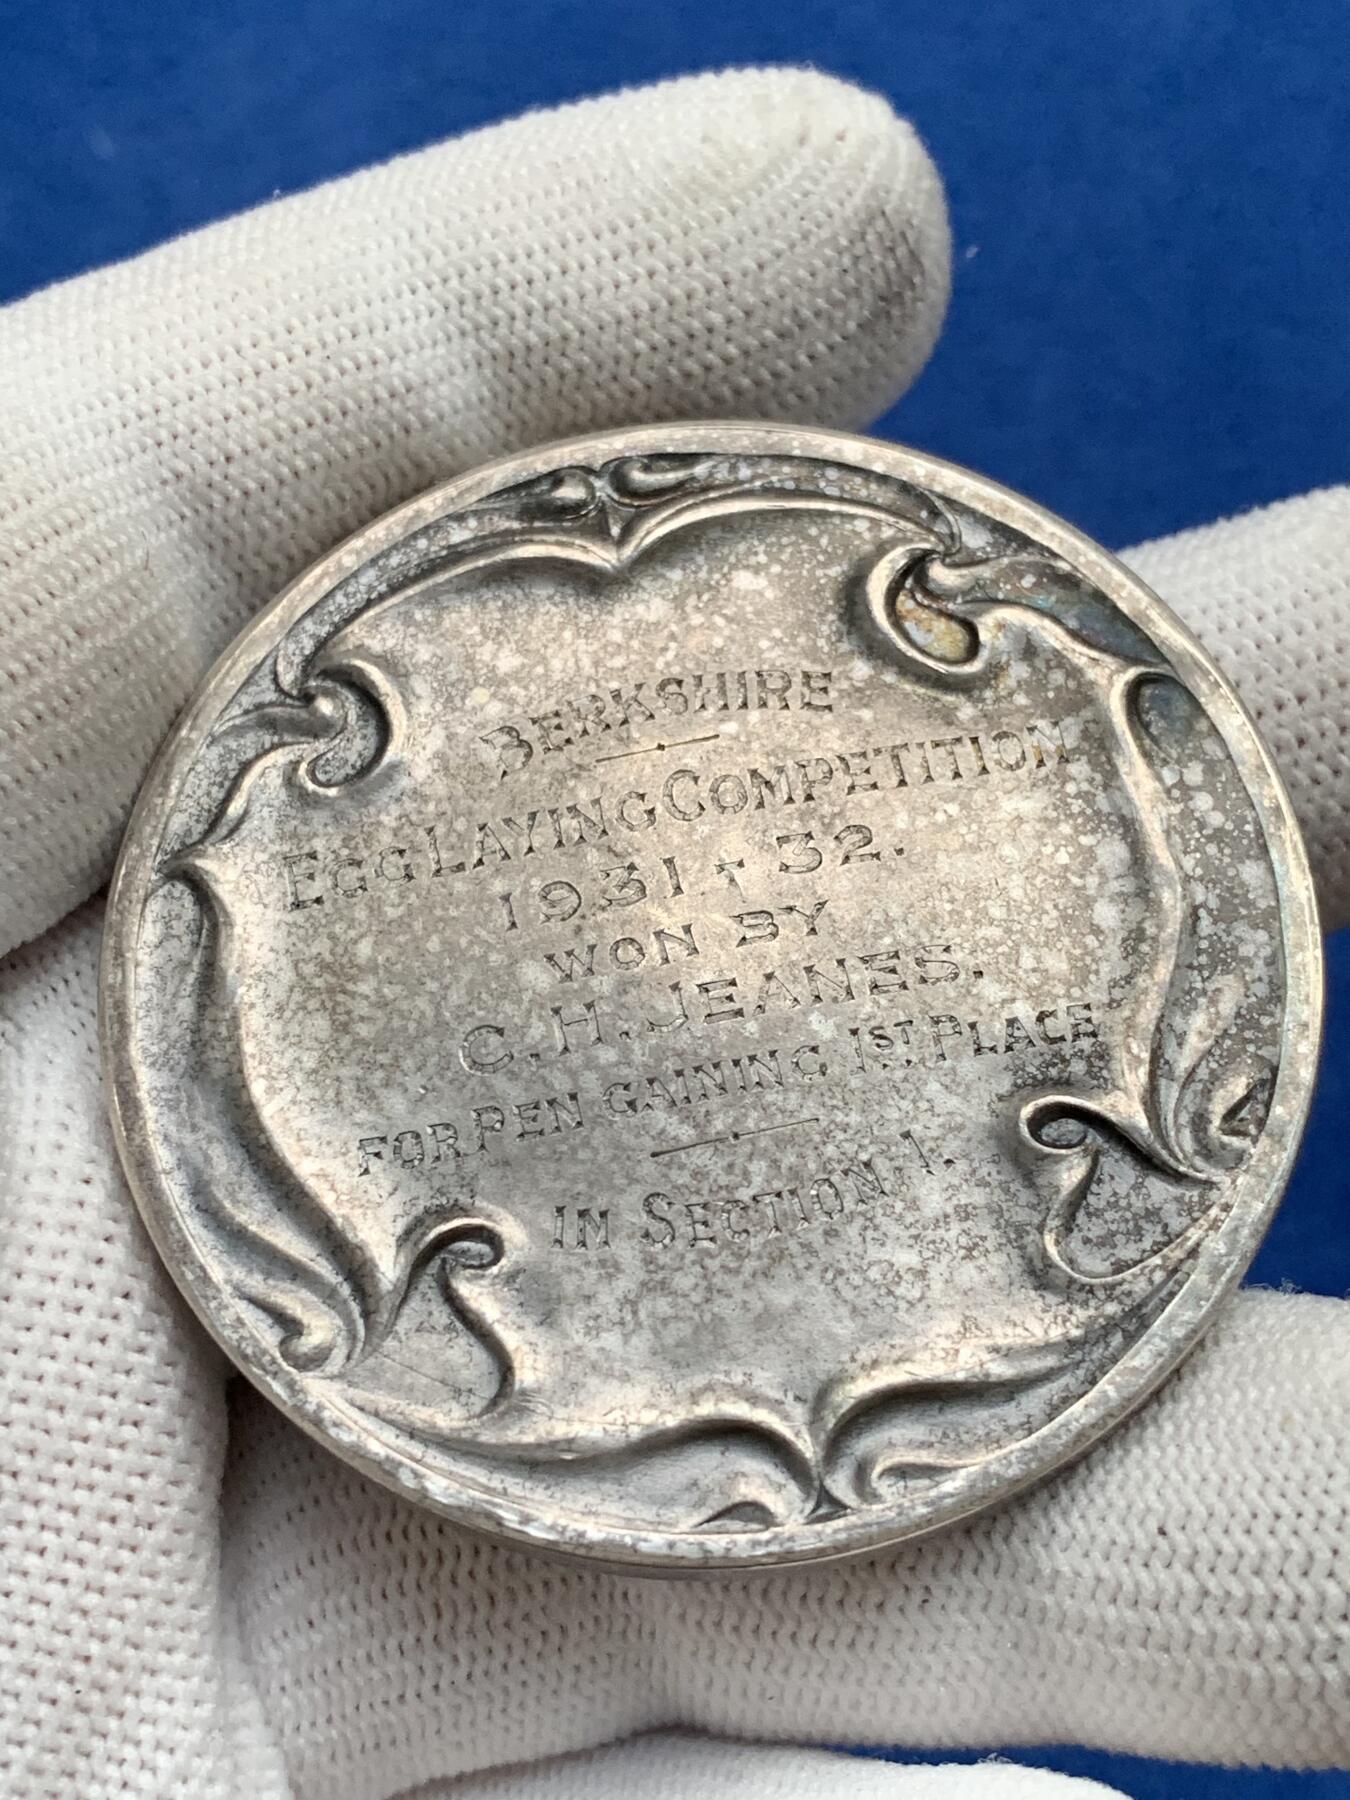 BERKSHIRE
EGG LAYING COMPETITION
1931-32.
WON BY
C. H. JEANES.
FOR PEN GAINING 1ST PLACE
IN SECTION 1.